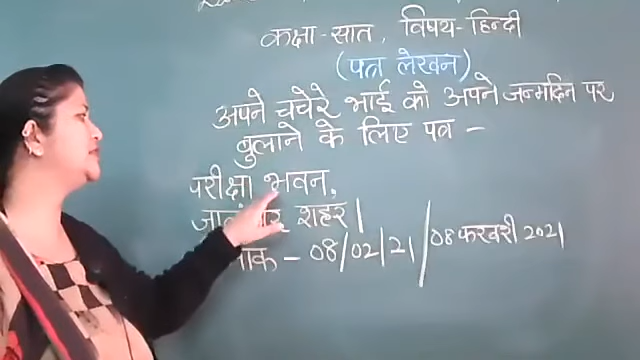 कक्षा - सात , विषय - हिन्दी
(पत्र लेखन)
अपने चचेरे भाई को अपने जन्मदिन पर
बुलाने के लिए पत्र -
परीक्षा भवन,
शहर |
- 08/02/21 / 08 फरवरी 2021